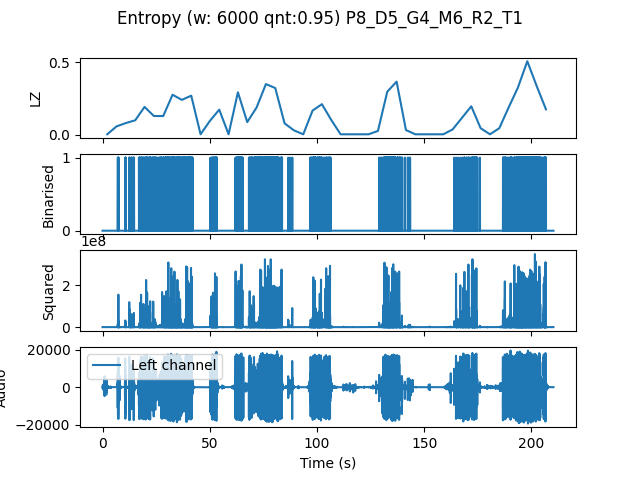 Entropy (w: 6000 qnt:0.95) P8_D5_G4_M6_R2_T1
0.5
0.0
LZ
1
0
Binarised
1e8
2
0
Squared
20000
0
−20000
Audio
Left channel
0 50 100 150 200
Time (s)